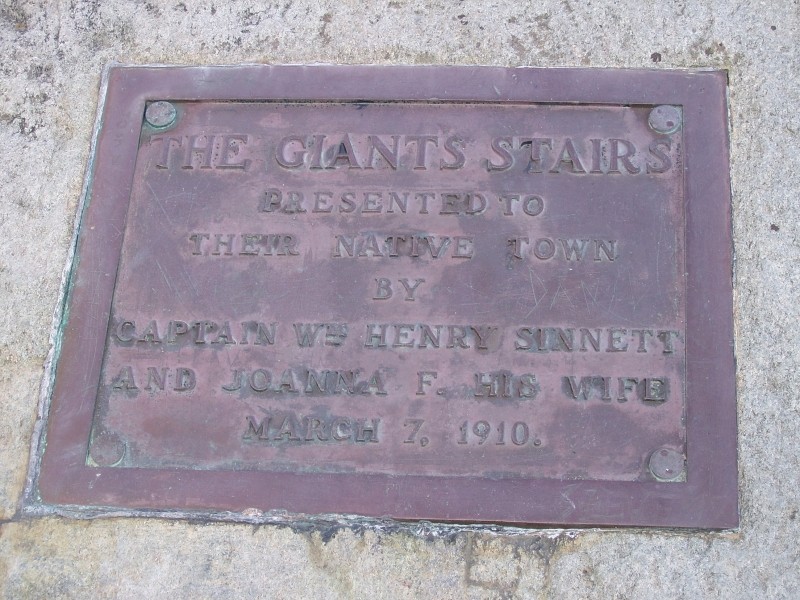 THE GIANTS STAIRS
PRESENTED TO
THEIR NATIVE TOWN
BY
CAPTAIN Wᴹ HENRY SINNETT
AND JOANNA F. HIS WIFE
MARCH 7, 1910.